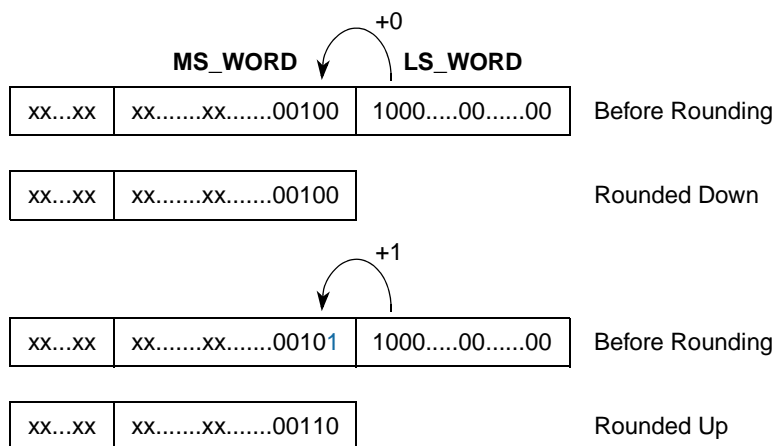 +0
MS_WORD LS_WORD
xx...xx xx.......xx.......00100 1000.....00......00 Before Rounding
xx...xx xx.......xx.......00100 Rounded Down
+1
xx...xx xx.......xx.......00101 1000.....00......00 Before Rounding
xx...xx xx.......xx.......00110 Rounded Up